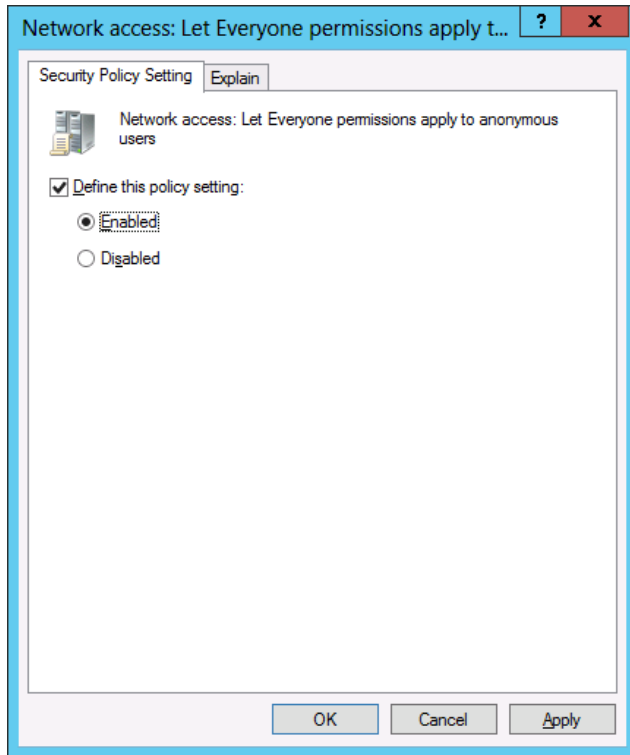 Network access: Let Everyone permissions apply t...
?
x
Security Policy Setting
Explain
Network access: Let Everyone permissions apply to anonymous
users
Define this policy setting:
Enabled
Disabled
OK
Cancel
Apply